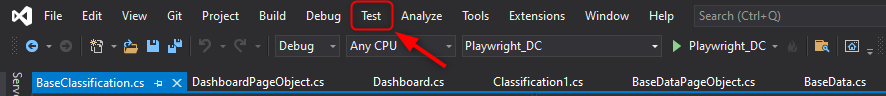 File Edit View Git Project Build Debug Test Analyze Tools Extensions Window Help Search (Ctrl+Q)
Debug Any CPU Playwright_DC Playwright_DC
BaseClassification.cs DashboardPageObject.cs Dashboard.cs Classification1.cs BaseDataPageObject.cs BaseData.cs